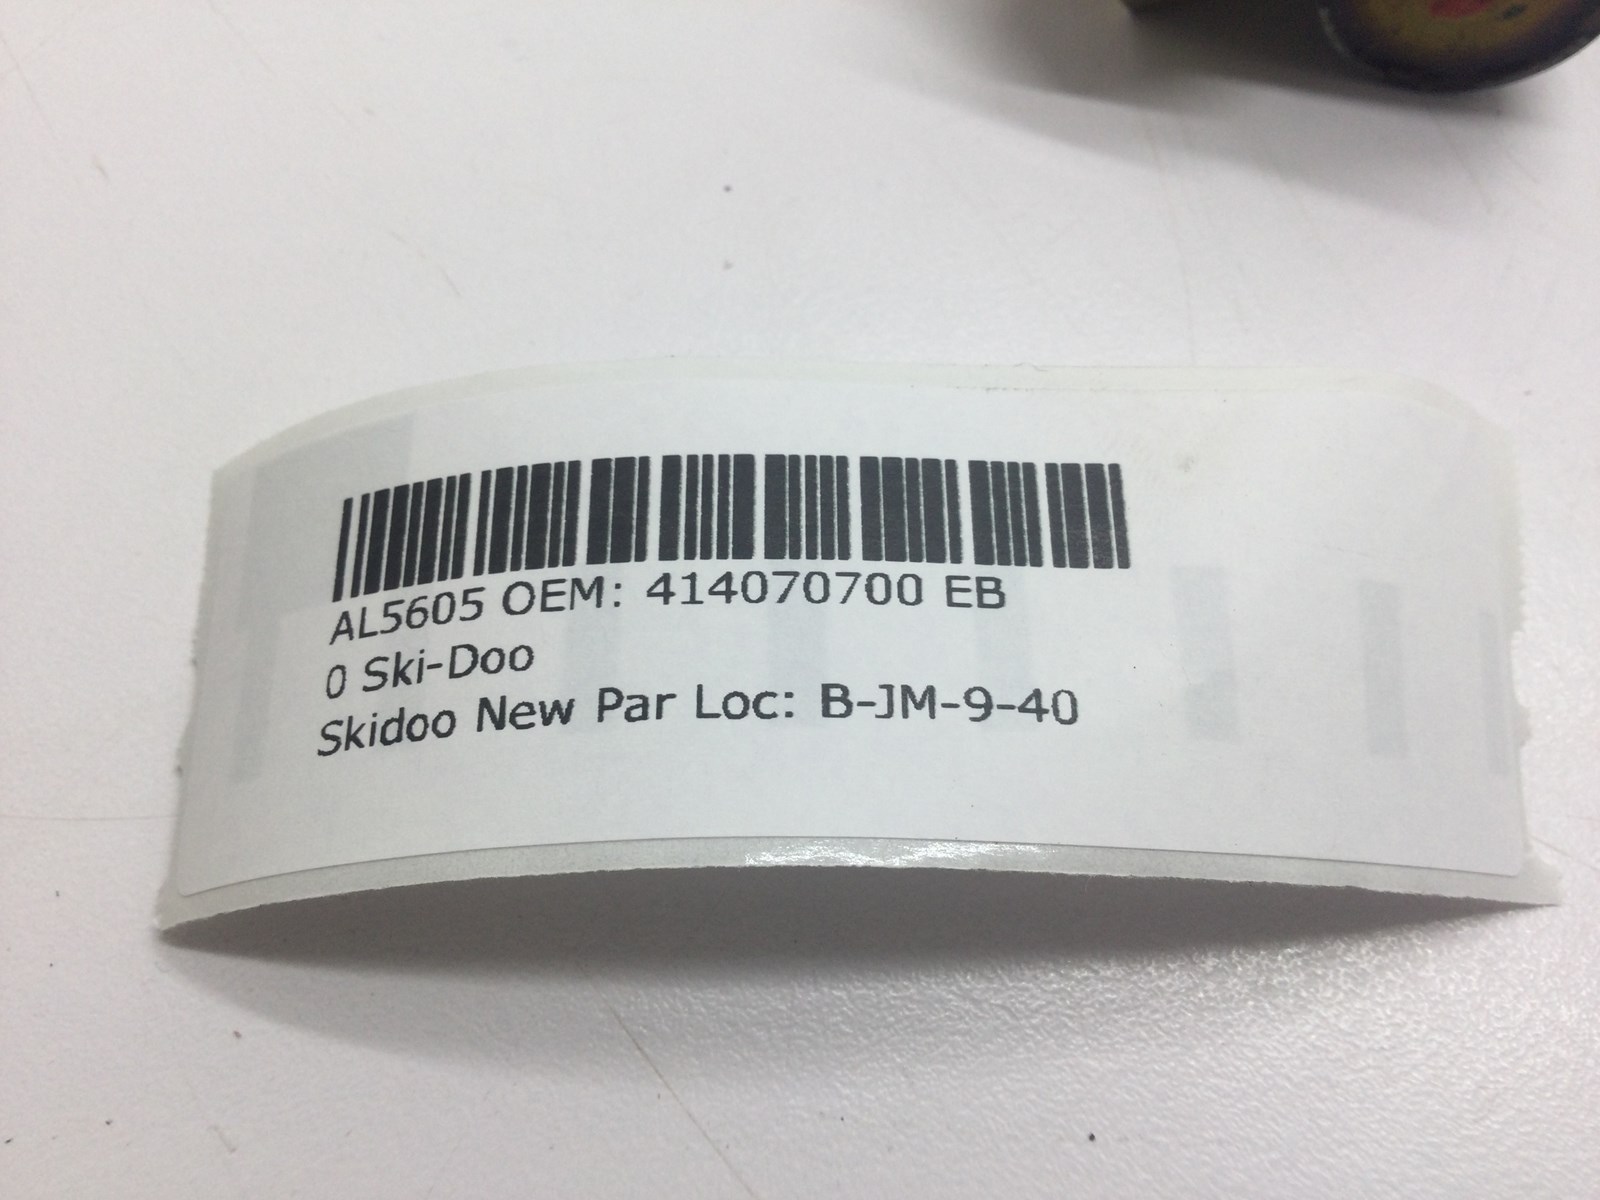 AL5605 OEM: 414070700 EB
0 Ski-Doo
Skidoo New Par Loc: B-JM-9-40